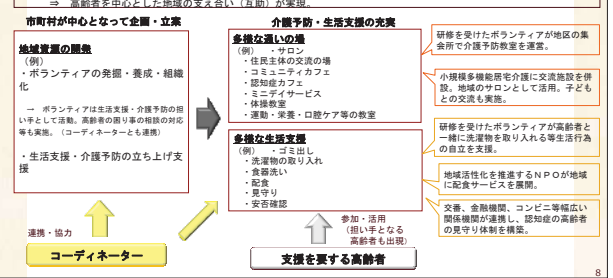 ⇒ 高齢者を中心とした地域の支え合い（互助）が実現。
市町村が中心となって企画・立案
地域資源の開発
（例）
・ボランティアの発掘・養成・組織
化
→ ボランティアは生活支援・介護予防の担
い手として活動。高齢者の困り事の相談の対応
等も実施。（コーディネーターとも連携）
・生活支援・介護予防の立ち上げ支
援
連携・協力
コーディネーター
介護予防・生活支援の充実
多様な通いの場
（例） ・サロン
・住民主体の交流の場
・コミュニティカフェ
・認知症カフェ
・ミニデイサービス
・体操教室
・運動・栄養・口腔ケア等の教室
多様な生活支援
（例） ・ゴミ出し
・洗濯物の取り入れ
・食器洗い
・配食
・見守り
・安否確認
参加・活用
（担い手となる
高齢者も出現）
支援を要する高齢者
研修を受けたボランティアが地区の集
会所で介護予防教室を運営。
小規模多機能居宅介護に交流施設を併
設。地域のサロンとして活用。子ども
との交流も実施。
研修を受けたボランティアが高齢者と
一緒に洗濯物を取り入れる等生活行為
の自立を支援。
地域活性化を推進するＮＰＯが地域
に配食サービスを展開。
交番、金融機関、コンビニ等幅広い
関係機関が連携し、認知症の高齢者
の見守り体制を構築。
8